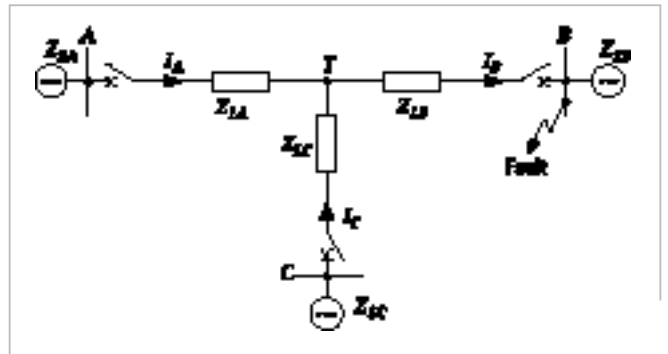 A
B
Z_SA
I_A
T
I_B
Z_SB
Z_LA
Z_LB
Z_LC
Fault
I_C
C
Z_SC